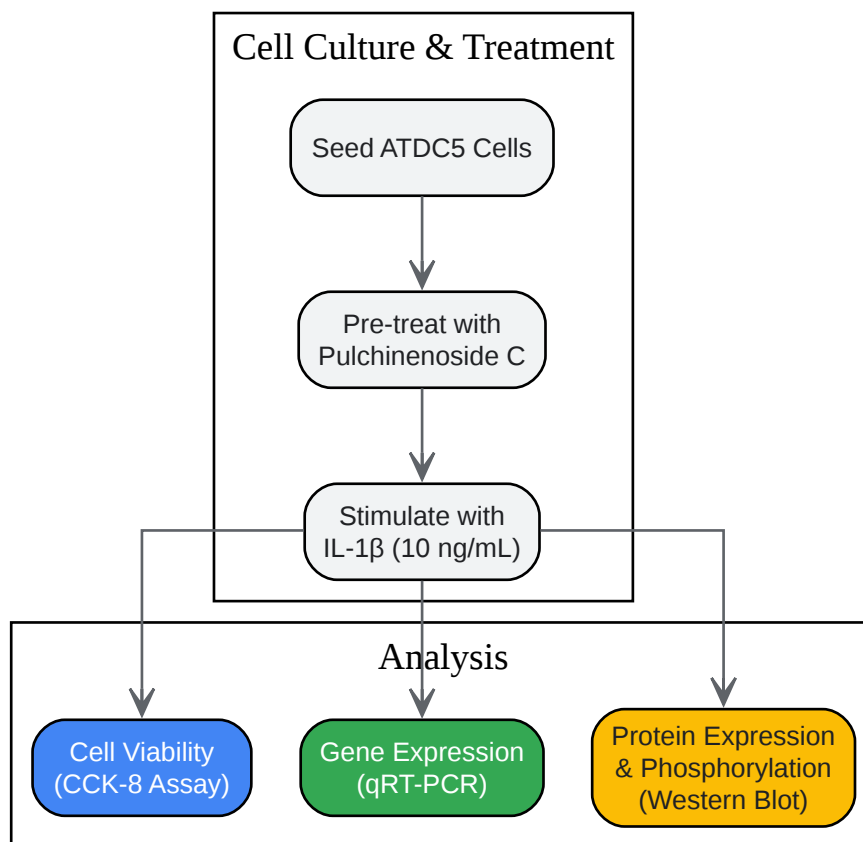 Cell Culture & Treatment
Seed ATDC5 Cells
Pre-treat with
Pulchinenoside C
Stimulate with
IL-1β (10 ng/mL)
Analysis
Cell Viability
(CCK-8 Assay)
Gene Expression
(qRT-PCR)
Protein Expression
& Phosphorylation
(Western Blot)